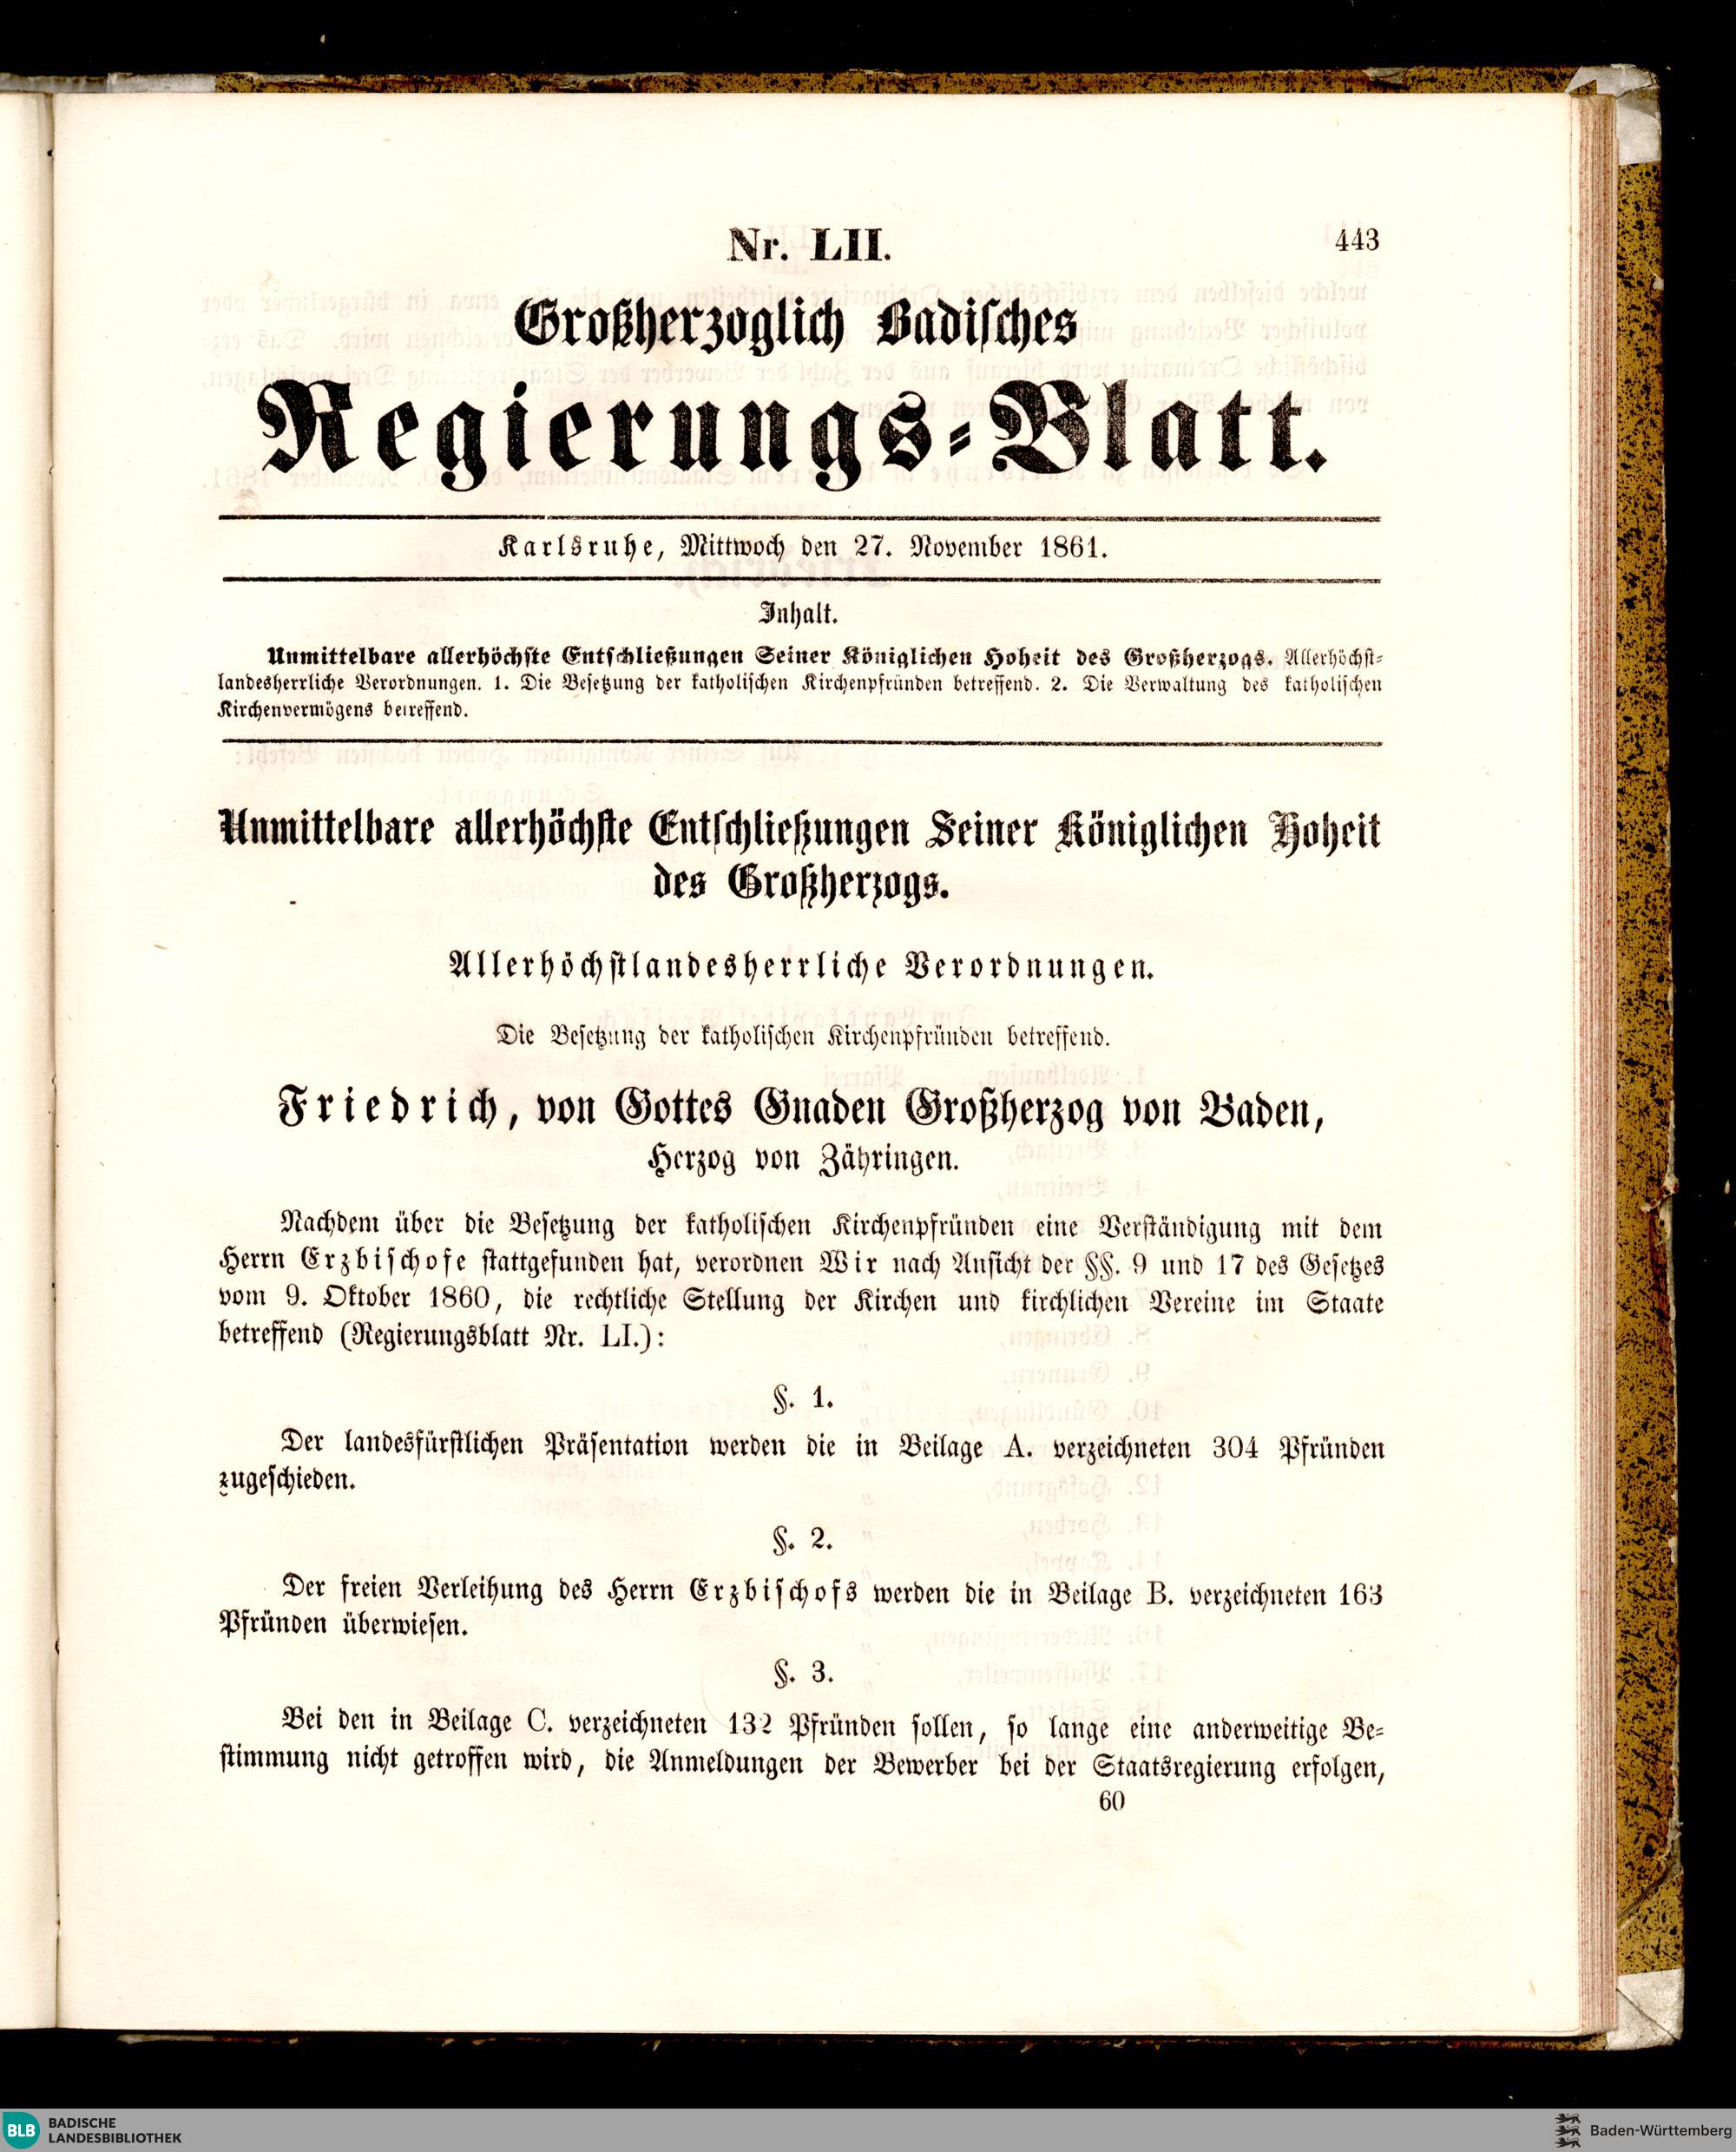 Nr. LII.
443
Großherzoglich Badisches
Regierungs-Blatt.
Karlsruhe, Mittwoch den 27. November 1861.
Inhalt.
Unmittelbare allerhöchste Entschließungen Seiner Königlichen Hoheit des Großherzogs. Allerhöchst-
landesherrliche Verordnungen. 1. Die Besetzung der katholischen Kirchenpfründen betreffend. 2. Die Verwaltung des katholischen
Kirchenvermögens betreffend.
Unmittelbare allerhöchste Entschließungen Seiner Königlichen Hoheit
des Großherzogs.
Allerhöchstlandesherrliche Verordnungen.
Die Besetzung der katholischen Kirchenpfründen betreffend.
Friedrich, von Gottes Gnaden Großherzog von Baden,
Herzog von Zähringen.
Nachdem über die Besetzung der katholischen Kirchenpfründen eine Verständigung mit dem
Herrn Erzbischofe stattgefunden hat, verordnen Wir nach Ansicht der §§. 9 und 17 des Gesetzes
vom 9. Oktober 1860, die rechtliche Stellung der Kirchen und kirchlichen Vereine im Staate
betreffend (Regierungsblatt Nr. LI.):
§. 1.
Der landesfürstlichen Präsentation werden die in Beilage A. verzeichneten 304 Pfründen
zugeschieden.
§. 2.
Der freien Verleihung des Herrn Erzbischofs werden die in Beilage B. verzeichneten 163
Pfründen überwiesen.
§. 3.
Bei den in Beilage C. verzeichneten 132 Pfründen sollen, so lange eine anderweitige Be-
stimmung nicht getroffen wird, die Anmeldungen der Bewerber bei der Staatsregierung erfolgen,
60
BLB
BADISCHE
LANDESBIBLIOTHEK
Baden-Württemberg